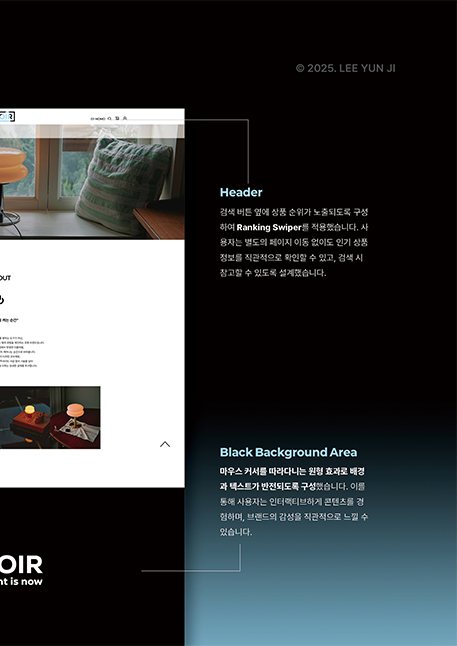 © 2025. LEE YUN JI
OIR
Header
검색 버튼 옆에 상품 순위가 노출되도록 구성
하여 Ranking Swiper를 적용했습니다. 사
용자는 별도의 페이지 이동 없이도 인기 상품
정보를 직관적으로 확인할 수 있고, 검색 시
참고할 수 있도록 설계했습니다.
OUT
Black Background Area
마우스 커서를 따라다니는 원형 효과로 배경
과 텍스트가 반전되도록 구성했습니다. 이를
통해 사용자는 인터랙티브하게 콘텐츠를 경
험하며, 브랜드의 감성을 직관적으로 느낄 수
있습니다.
OIR
nt is now